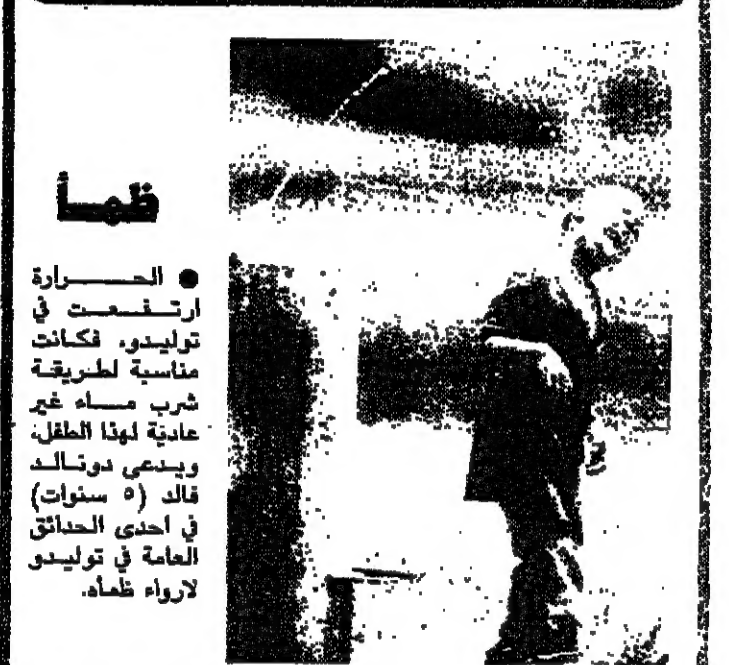 ظمأ
● الحرارة
ارتفعت في
توليدو، فكانت
مناسبة لطريقة
شرب ماء غير
عادية لهذا الطفل،
ويدعى دونالد
قالد (٥ سنوات)
في احدى الحدائق
العامة في توليدو
لارواء ظمأه.